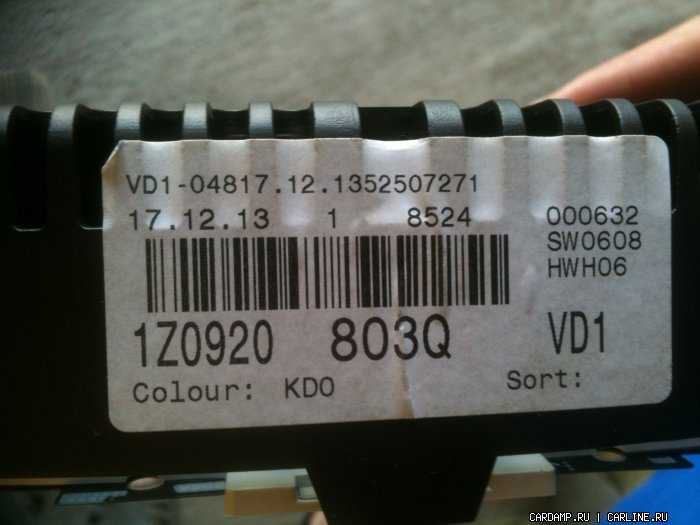 VD1-04817.12.1352507271
17.12.13 1 8524 000632
SW0608
HWH06
1Z0920 803Q VD1
Colour: KDO Sort:
CARDAMP.RU | CARLINE.RU